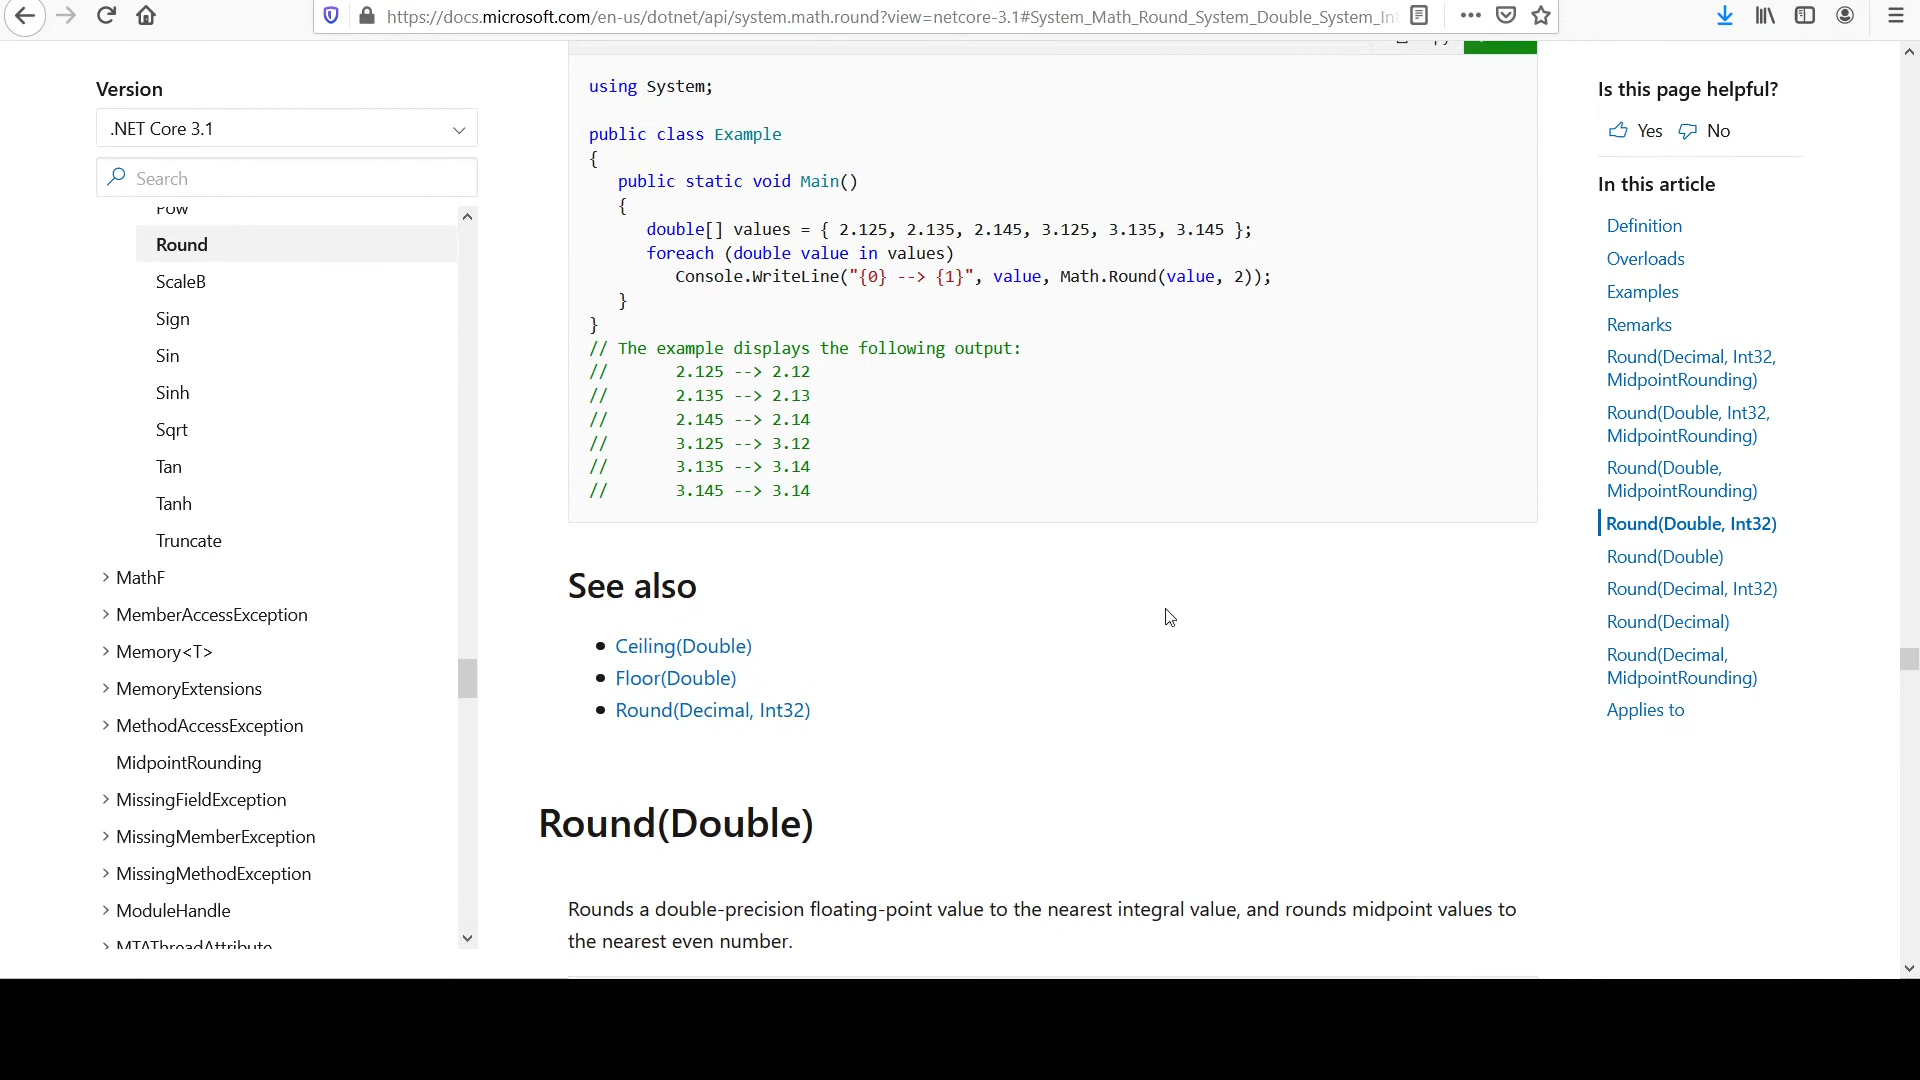 https://docs.microsoft.com/en-us/dotnet/api/system.math.round?view=netcore-3.1#System_Math_Round_System_Double_System_In
Version
.NET Core 3.1
Search
Pow
Round
ScaleB
Sign
Sin
Sinh
Sqrt
Tan
Tanh
Truncate
MathF
MemberAccessException
Memory<T>
MemoryExtensions
MethodAccessException
MidpointRounding
MissingFieldException
MissingMemberException
MissingMethodException
ModuleHandle
MTAThreadAttribute
using System;
public class Example
{
public static void Main()
{
double[] values = { 2.125, 2.135, 2.145, 3.125, 3.135, 3.145 };
foreach (double value in values)
Console.WriteLine("{0} --> {1}", value, Math.Round(value, 2));
}
}
// The example displays the following output:
// 2.125 --> 2.12
// 2.135 --> 2.13
// 2.145 --> 2.14
// 3.125 --> 3.12
// 3.135 --> 3.14
// 3.145 --> 3.14
See also
• Ceiling(Double)
• Floor(Double)
• Round(Decimal, Int32)
Round(Double)
Rounds a double-precision floating-point value to the nearest integral value, and rounds midpoint values to
the nearest even number.
Is this page helpful?
Yes No
In this article
Definition
Overloads
Examples
Remarks
Round(Decimal, Int32,
MidpointRounding)
Round(Double, Int32,
MidpointRounding)
Round(Double,
MidpointRounding)
Round(Double, Int32)
Round(Double)
Round(Decimal, Int32)
Round(Decimal)
Round(Decimal,
MidpointRounding)
Applies to